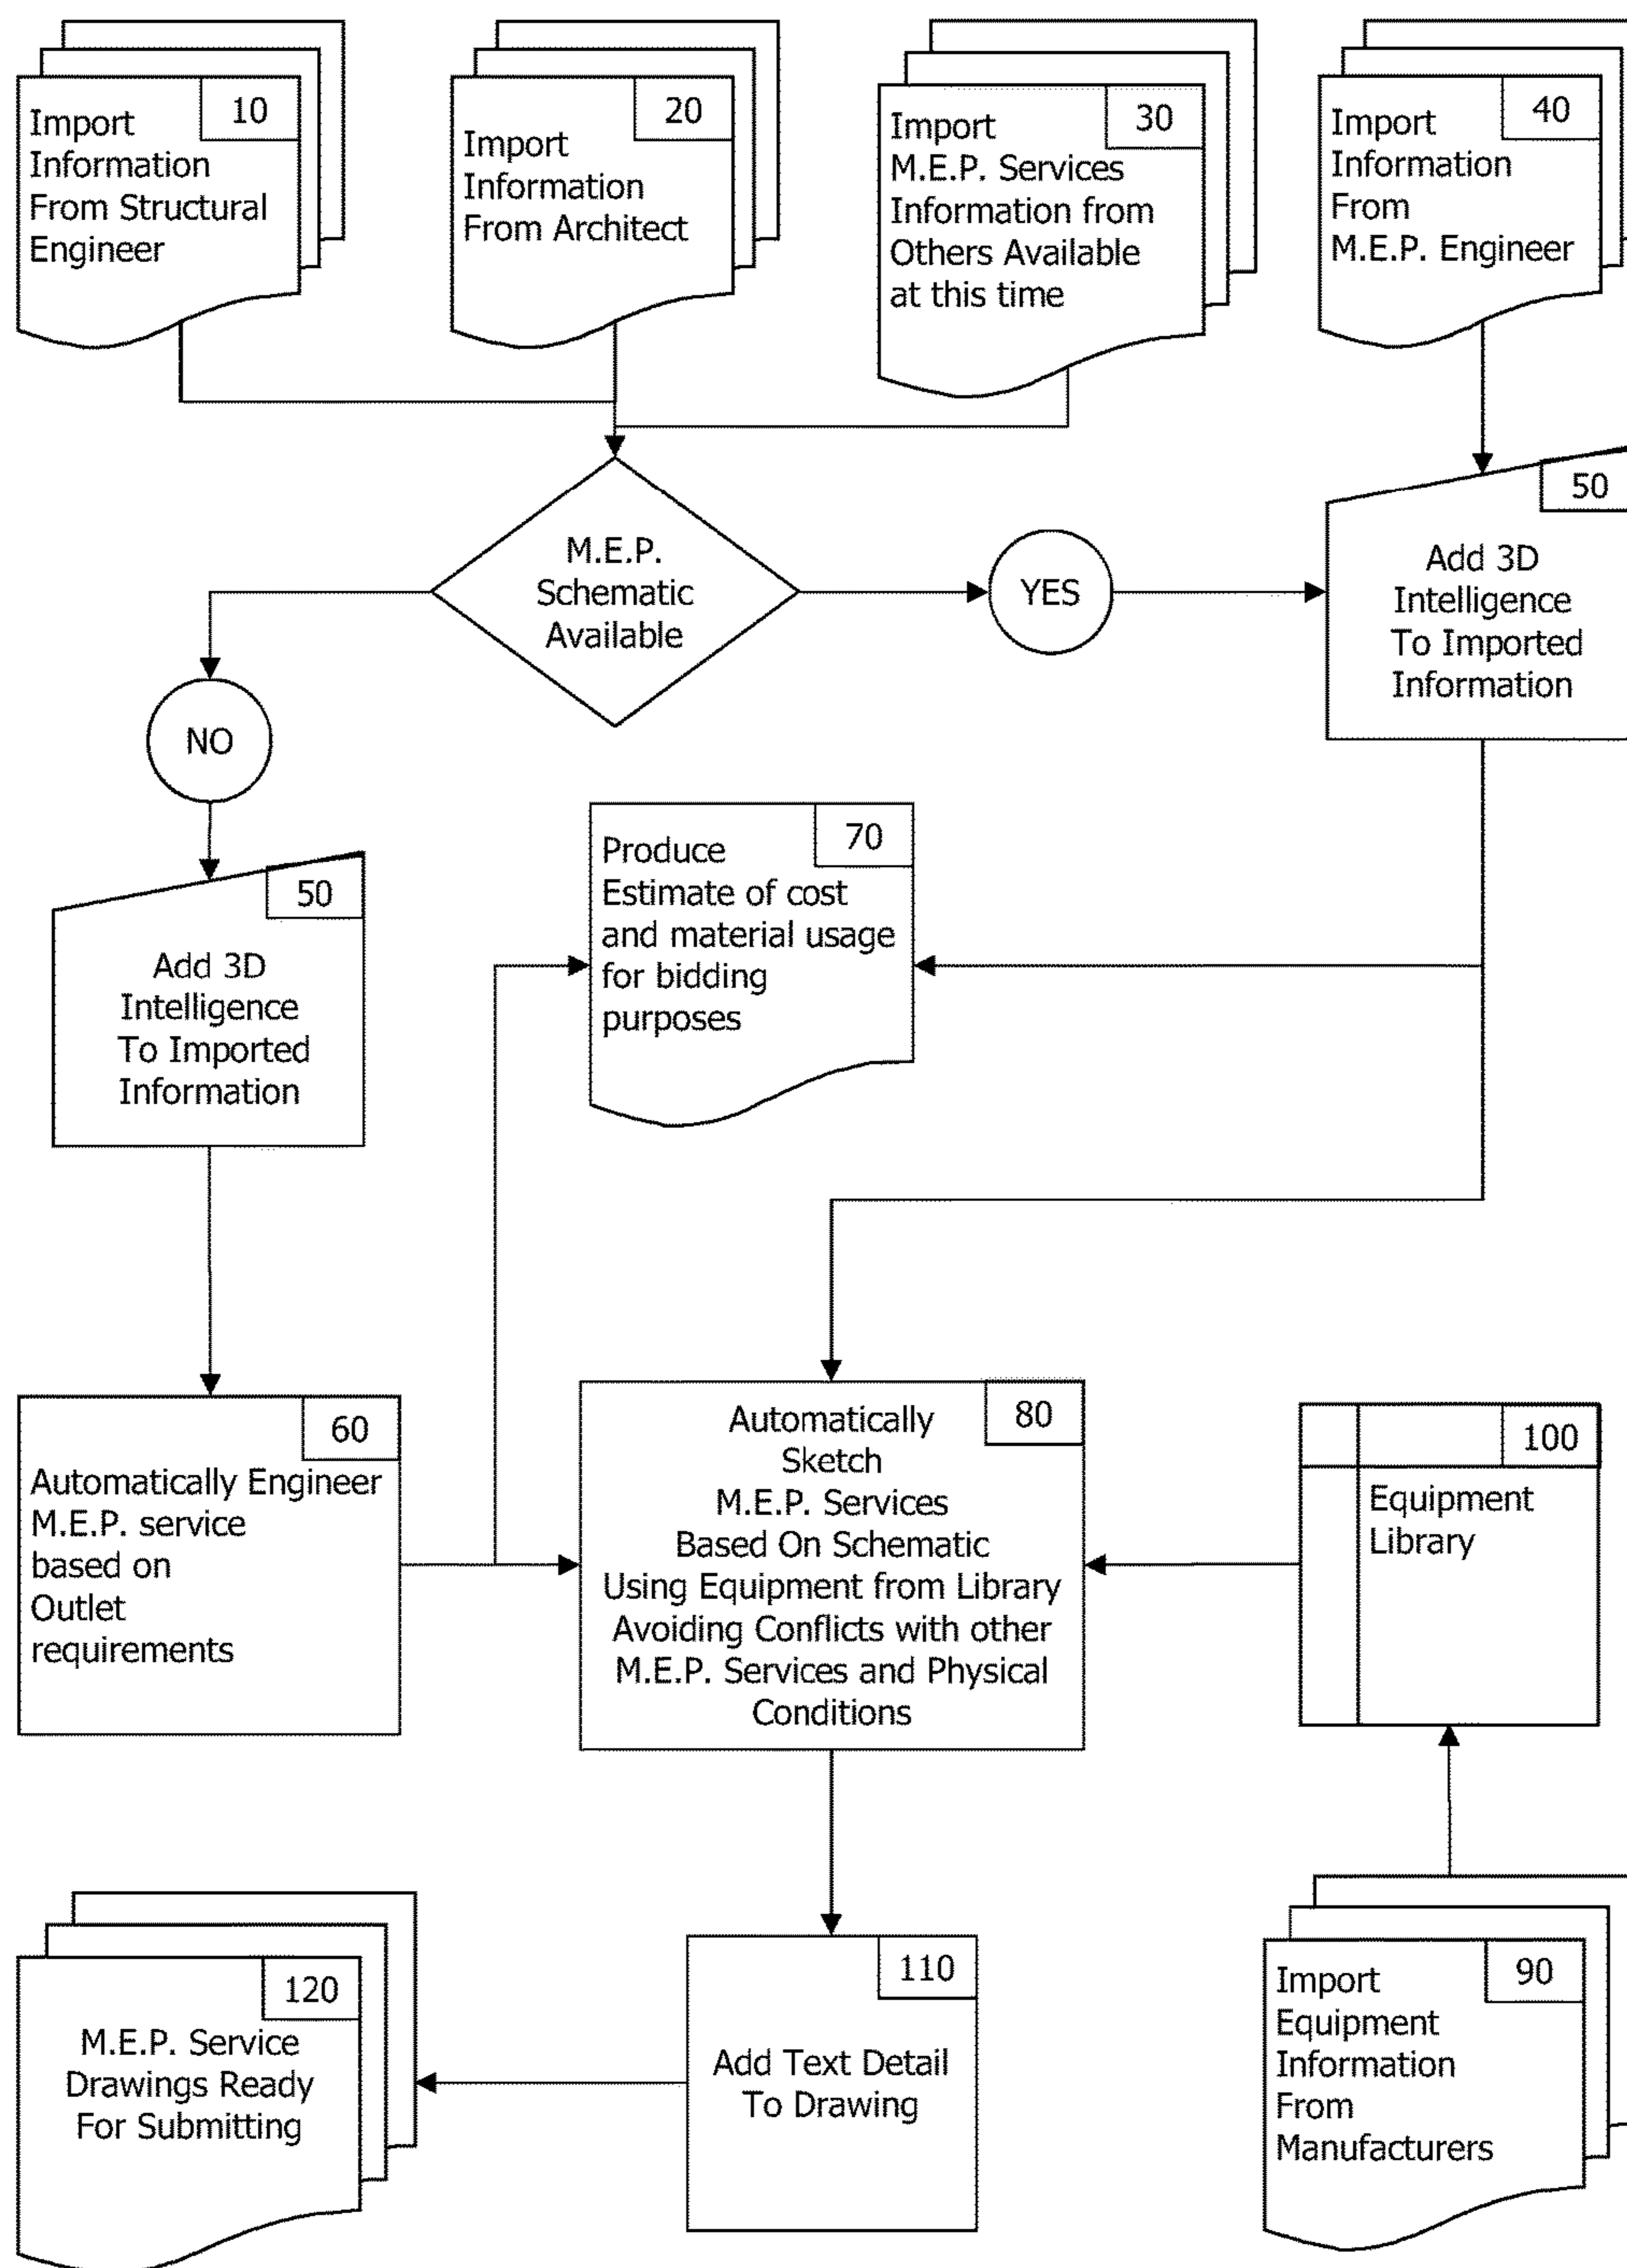 10
Import
Information
From Structural
Engineer
20
Import
Information
From Architect
30
Import
M.E.P. Services
Information from
Others Available
at this time
40
Import
Information
From
M.E.P. Engineer
M.E.P.
Schematic
Available
YES
50
Add 3D
Intelligence
To Imported
Information
NO
50
Add 3D
Intelligence
To Imported
Information
70
Produce
Estimate of cost
and material usage
for bidding
purposes
60
Automatically Engineer
M.E.P. service
based on
Outlet
requirements
80
Automatically
Sketch
M.E.P. Services
Based On Schematic
Using Equipment from Library
Avoiding Conflicts with other
M.E.P. Services and Physical
Conditions
100
Equipment
Library
120
M.E.P. Service
Drawings Ready
For Submitting
110
Add Text Detail
To Drawing
90
Import
Equipment
Information
From
Manufacturers